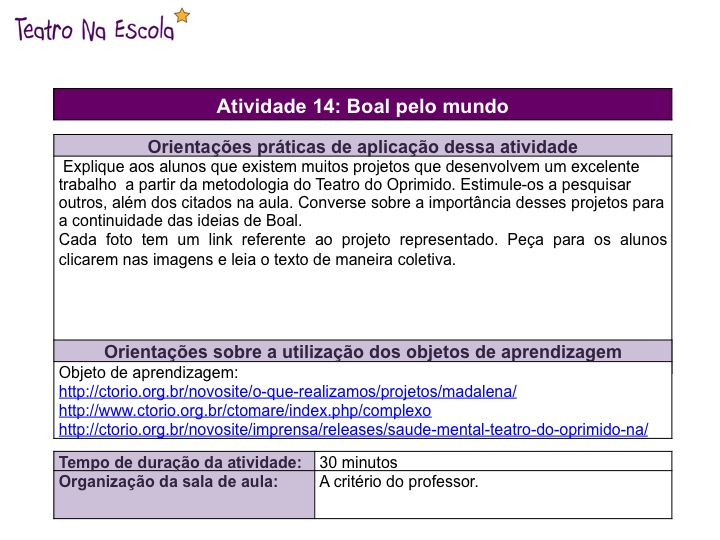 Teatro Na Escola
Atividade 14: Boal pelo mundo
Orientações práticas de aplicação dessa atividade
Explique aos alunos que existem muitos projetos que desenvolvem um excelente
trabalho  a partir da metodologia do Teatro do Oprimido. Estimule-os a pesquisar
outros, além dos citados na aula. Converse sobre a importância desses projetos para
a continuidade das ideias de Boal.
Cada foto tem um link referente ao projeto representado. Peça para os alunos
clicarem nas imagens e leia o texto de maneira coletiva.
Orientações sobre a utilização dos objetos de aprendizagem
Objeto de aprendizagem:
http://ctorio.org.br/novosite/o-que-realizamos/projetos/madalena/
http://www.ctorio.org.br/ctomare/index.php/complexo
http://ctorio.org.br/novosite/imprensa/releases/saude-mental-teatro-do-oprimido-na/
Tempo de duração da atividade: 30 minutos
Organização da sala de aula: A critério do professor.